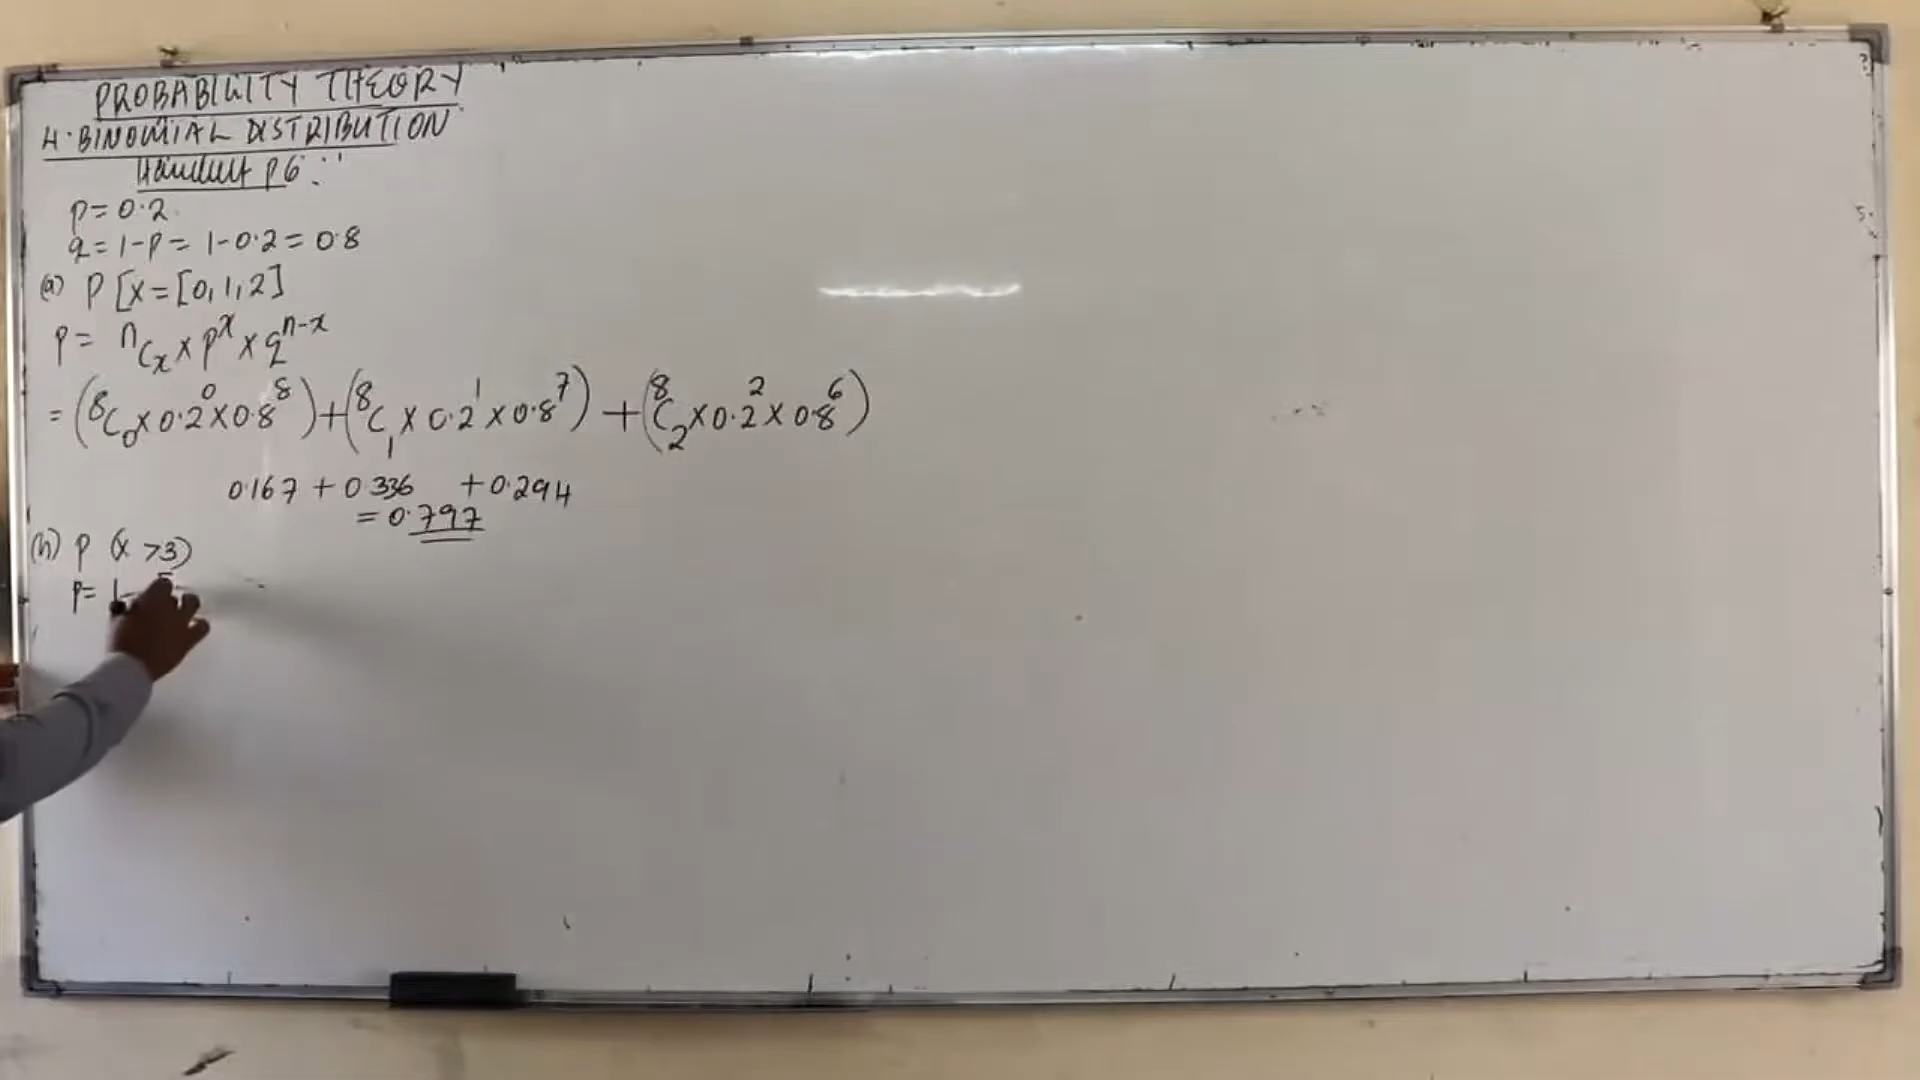 PROBABILITY THEORY
4. BINOMIAL DISTRIBUTION
Handout P6:
p = 0.2
q = 1-p = 1-0.2 = 0.8
(a) P [x = [0, 1, 2]
P = nCx x p^x x q^n-x
= (8C0 x 0.2^0 x 0.8^8) + (8C1 x 0.2^1 x 0.8^7) + (8C2 x 0.2^2 x 0.8^6)
0.167 + 0.336 + 0.294
= 0.797
P (x >3)
P = 1-